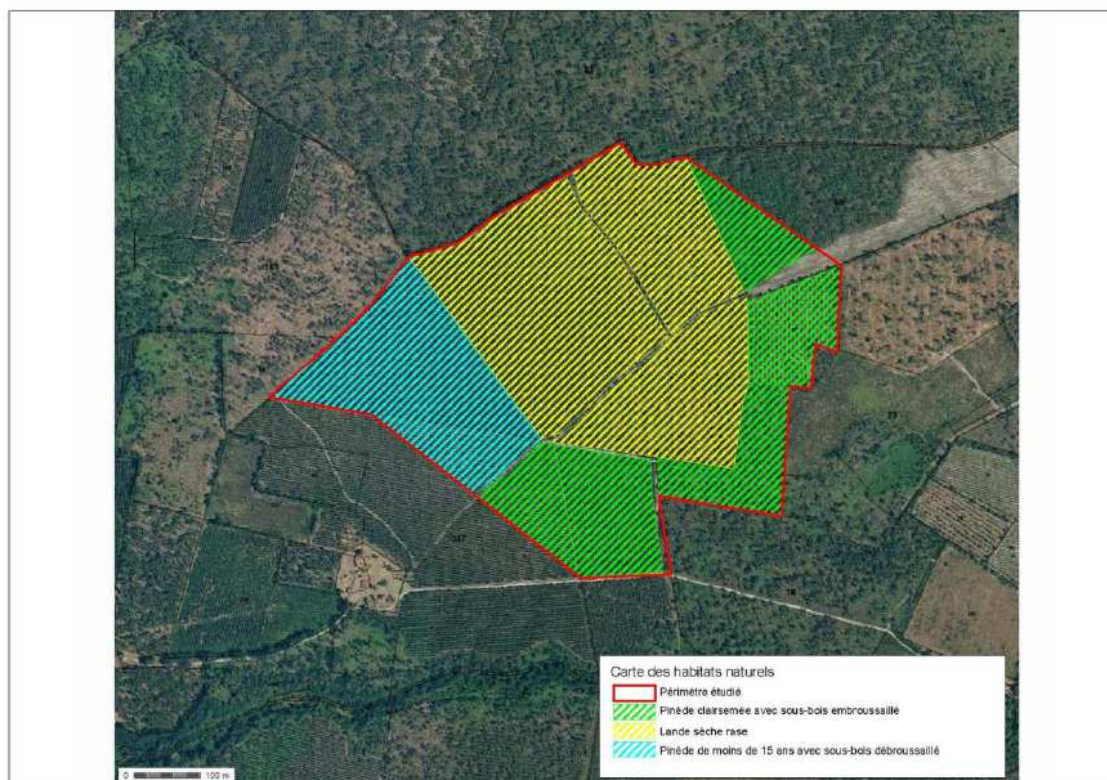 Carte des habitats naturels
Périmètre étudié
Pinède clairsemée avec sous-bois embroussaillé
Lande sèche rase
Pinède de moins de 15 ans avec sous-bois débroussaillé
0 100 m